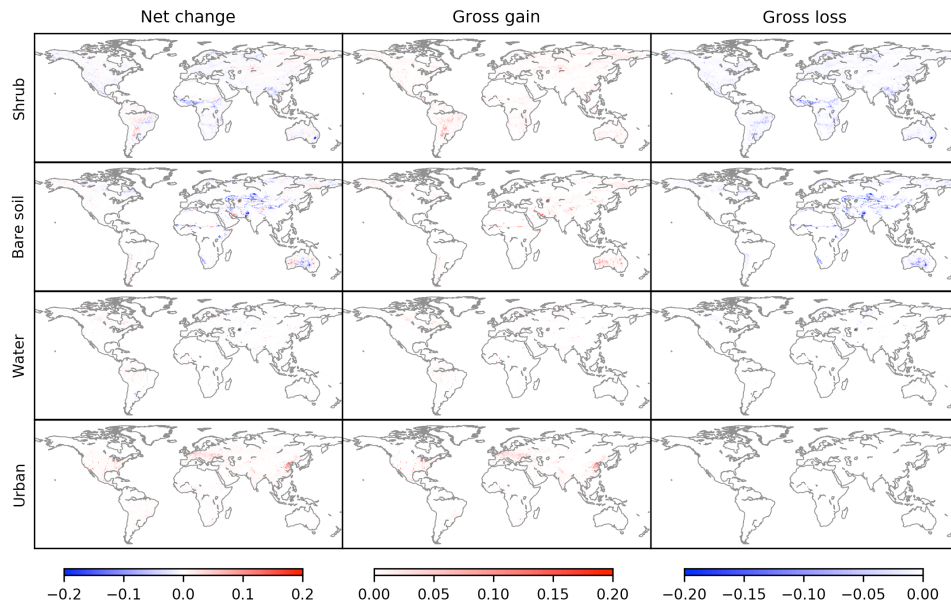 Net change Gross gain Gross loss
Shrub
Bare soil
Water
Urban
−0.2 −0.1 0.0 0.1 0.2 0.00 0.05 0.10 0.15 0.20 −0.20 −0.15 −0.10 −0.05 0.00